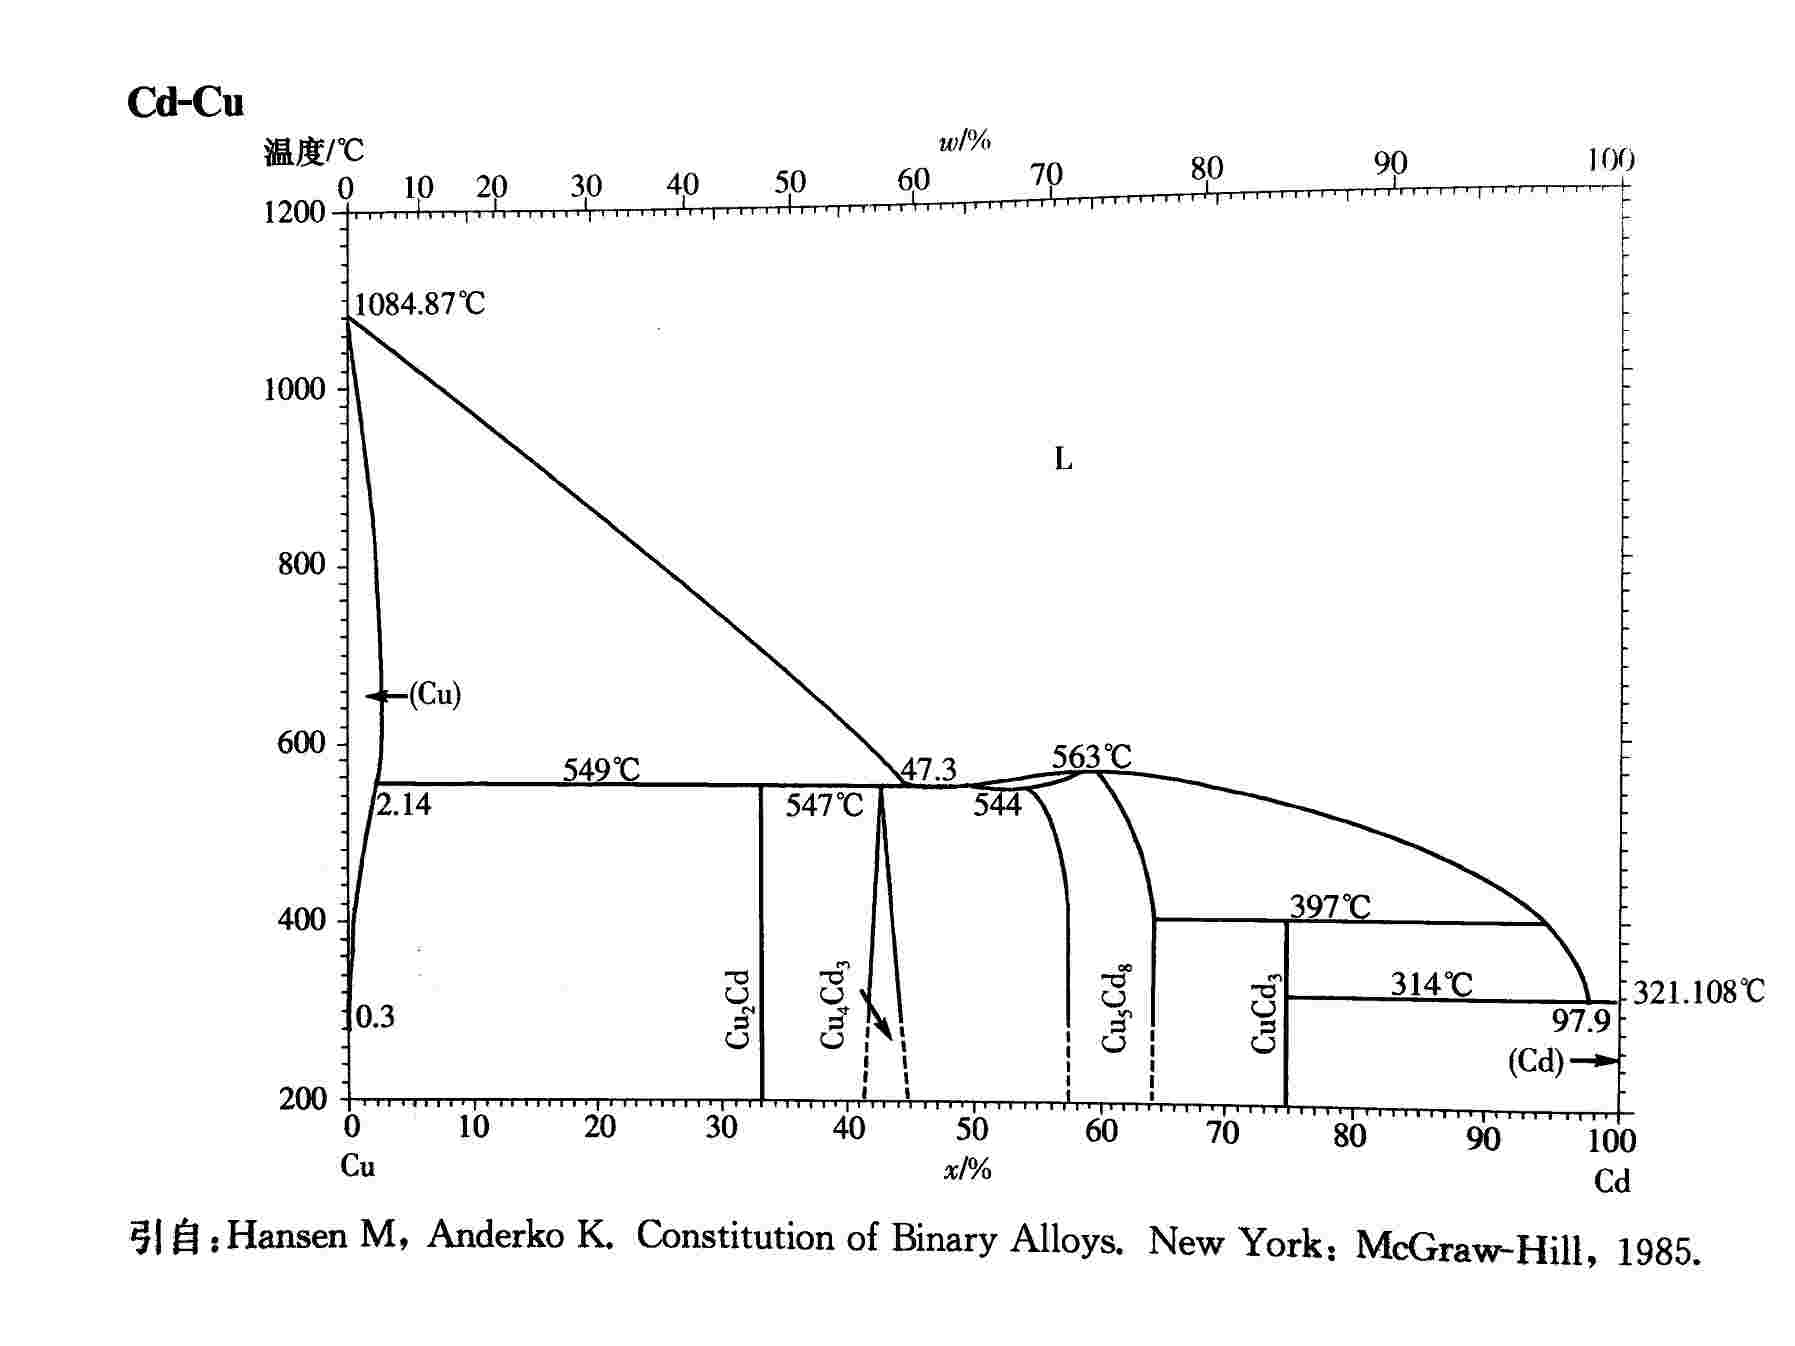 Cd-Cu
温度/℃
w/%
0 10 20 30 40 50 60 70 80 90 100
1200
1084.87℃
1000
L
800
(Cu)
600
549℃
47.3
563℃
2.14
547℃
544
400
397℃
Cu₂Cd
Cu₄Cd₃
Cu₅Cd₈
CuCd₃
314℃
321.108℃
0.3
97.9
(Cd)
200
0 10 20 30 40 50 60 70 80 90 100
Cu
x/%
Cd
引自:Hansen M, Anderko K. Constitution of Binary Alloys. New York: McGraw-Hill, 1985.